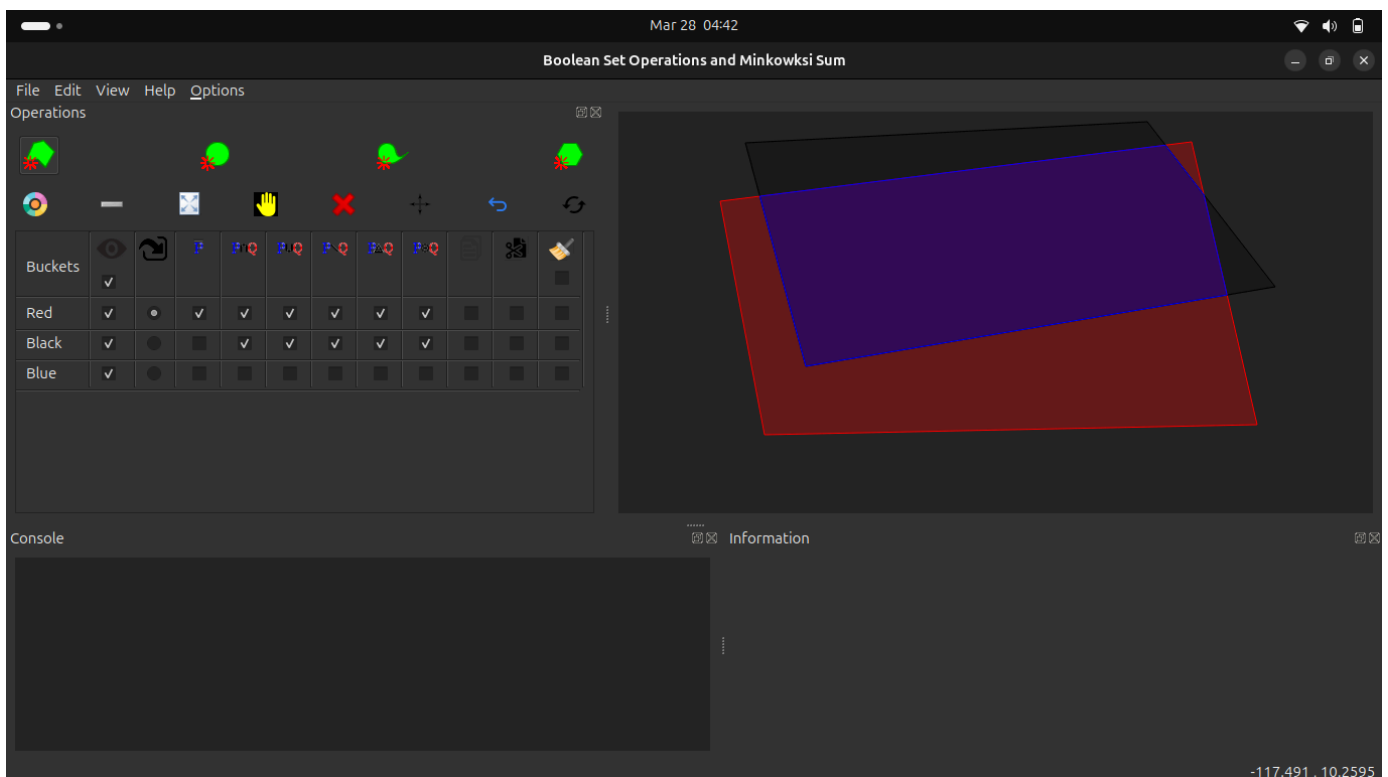 Mar 28 04:42
Boolean Set Operations and Minkowksi Sum
File Edit View Help Options
Operations
Buckets P P∩Q P∪Q P\Q
Red
Black
Blue
Console
Information
-117.491 , 10.2595